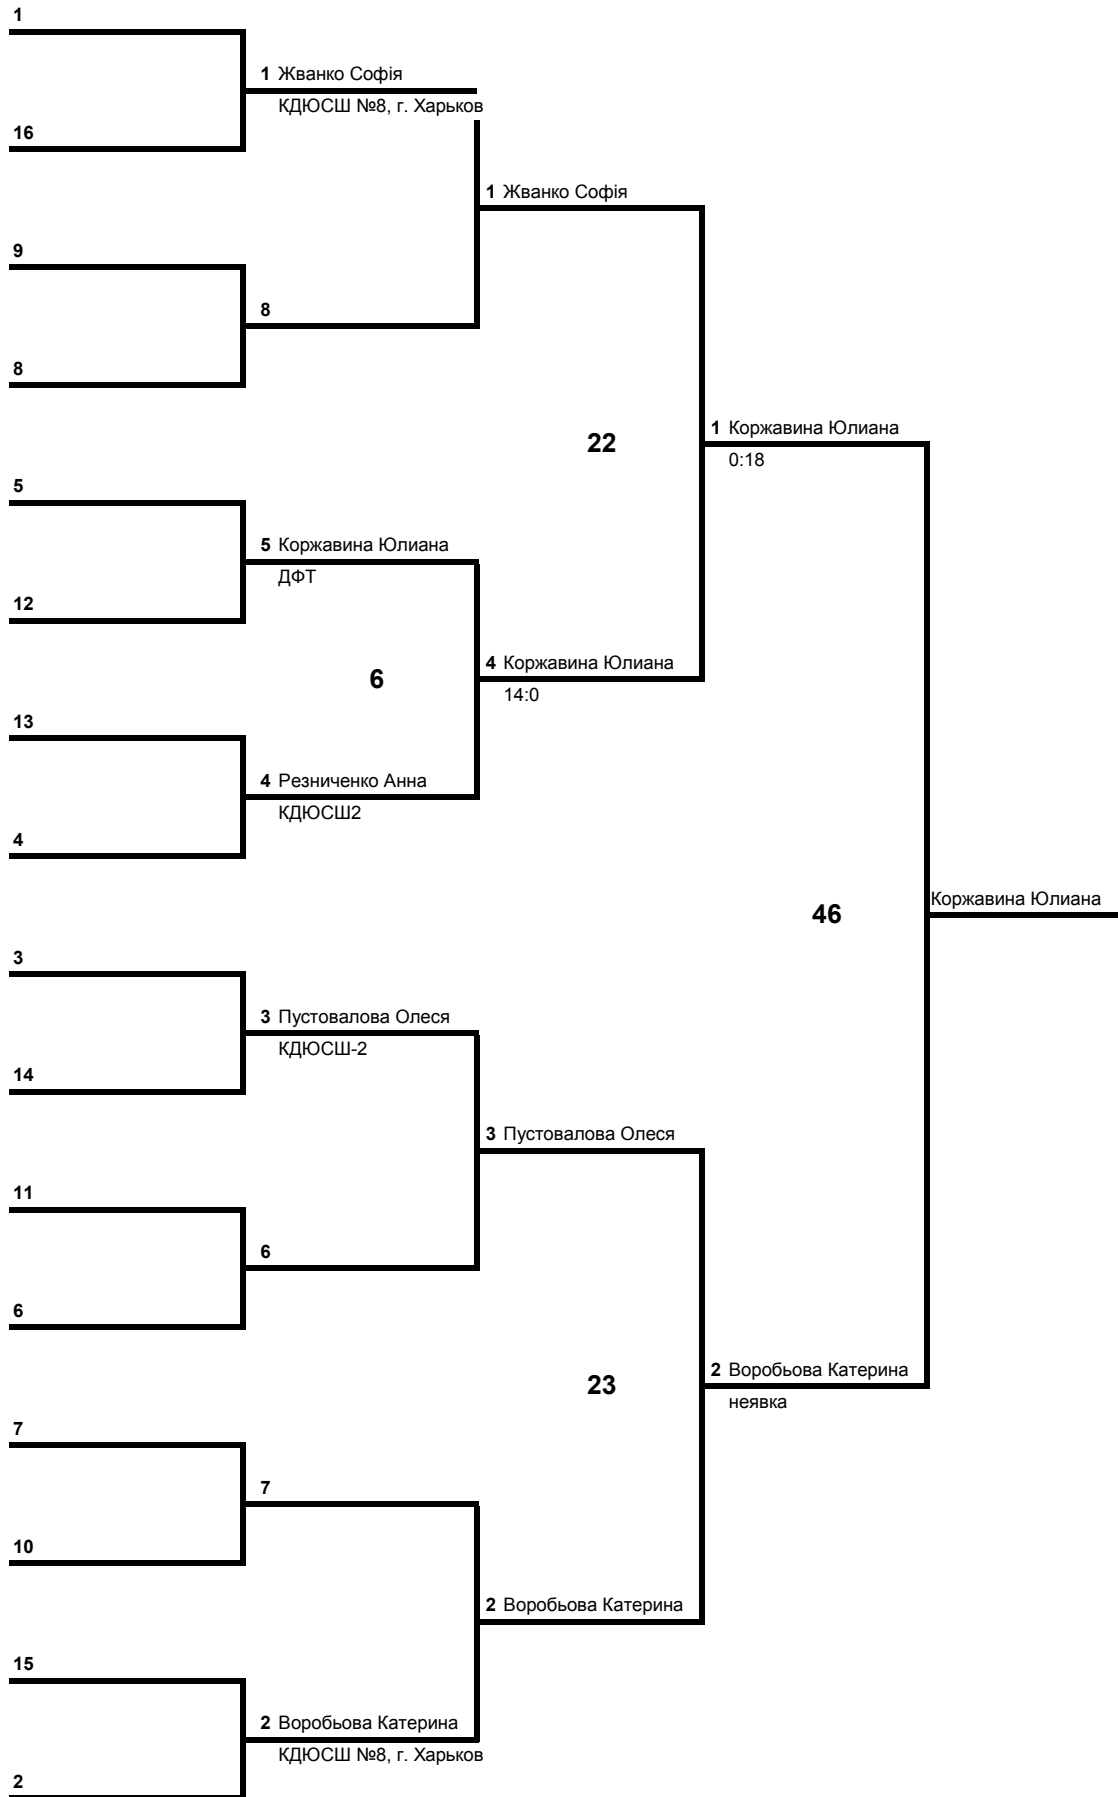 1
1 Жванко Софія
КДЮСШ №8, г. Харьков
16
1 Жванко Софія
9
8
8
22
1 Коржавина Юлиана
0:18
5
5 Коржавина Юлиана
ДФТ
12
6
4 Коржавина Юлиана
14:0
13
4 Резниченко Анна
КДЮСШ2
4
46
Коржавина Юлиана
3
3 Пустовалова Олеся
КДЮСШ-2
14
3 Пустовалова Олеся
11
6
6
23
2 Воробьова Катерина
неявка
7
7
10
2 Воробьова Катерина
15
2 Воробьова Катерина
КДЮСШ №8, г. Харьков
2